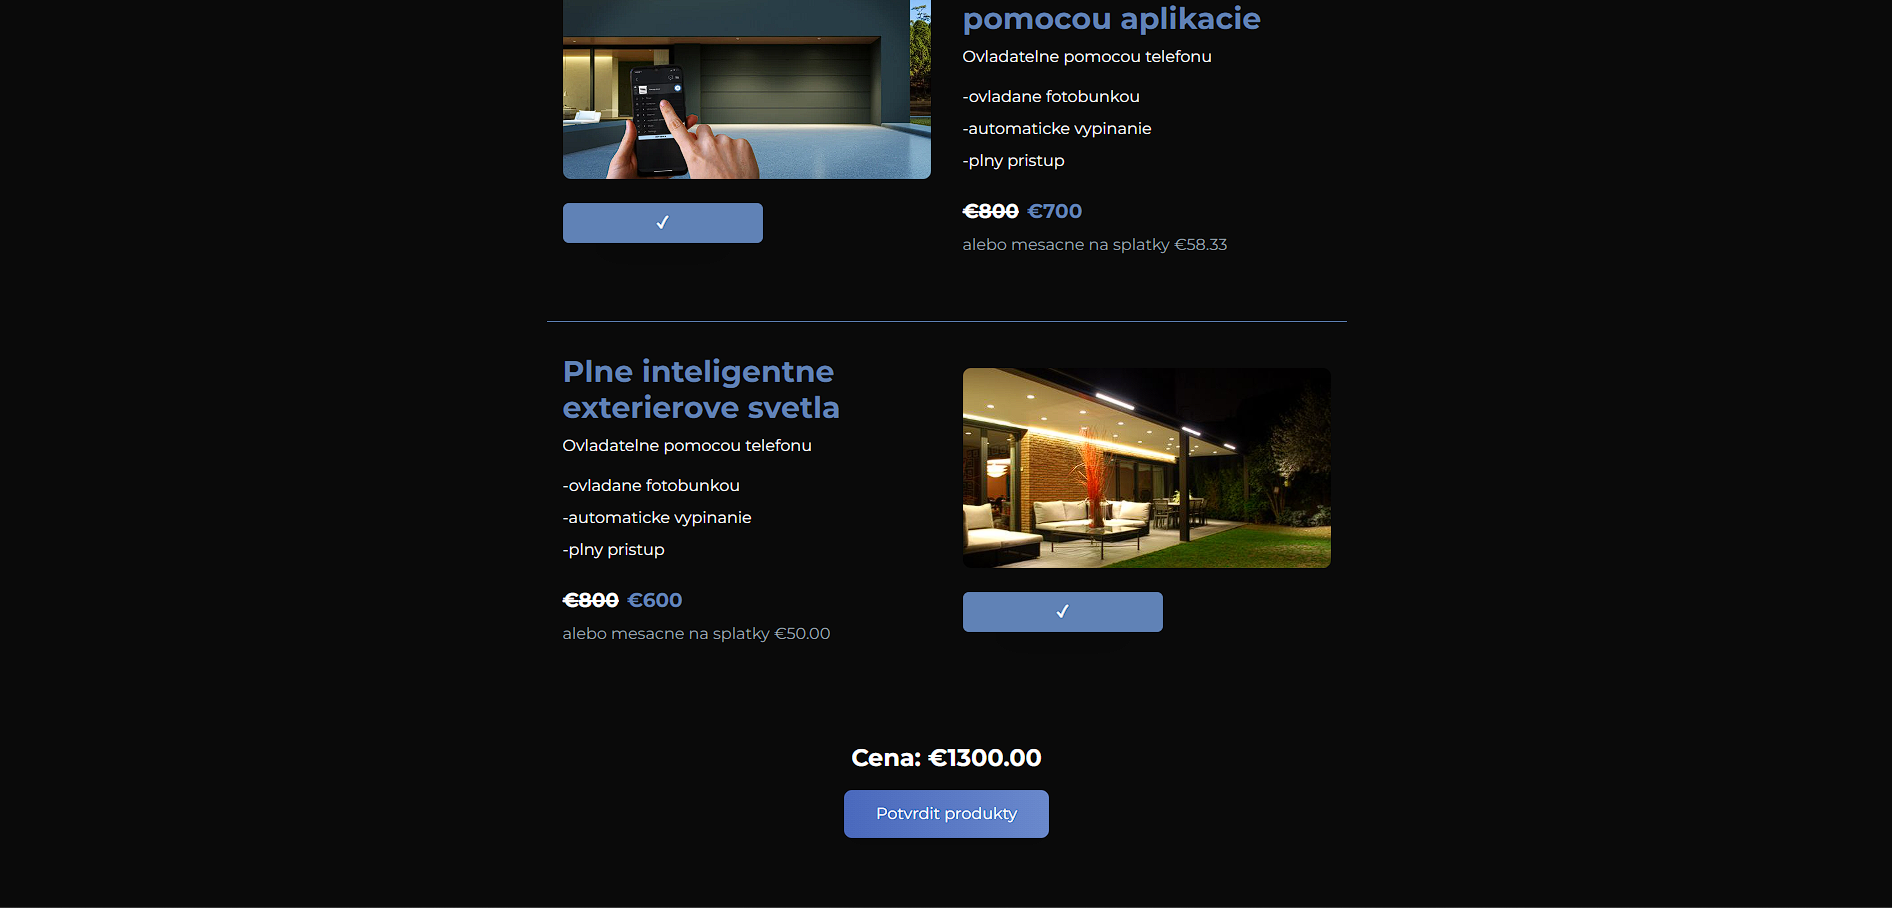 pomocou aplikacie
Ovladatelne pomocou telefonu
-ovladane fotobunkou
-automaticke vypinanie
-plny pristup
€800 €700
alebo mesacne na splatky €58.33
✓
Plne inteligentne
exterierove svetla
Ovladatelne pomocou telefonu
-ovladane fotobunkou
-automaticke vypinanie
-plny pristup
€800 €600
alebo mesacne na splatky €50.00
✓
Cena: €1300.00
Potvrdit produkty